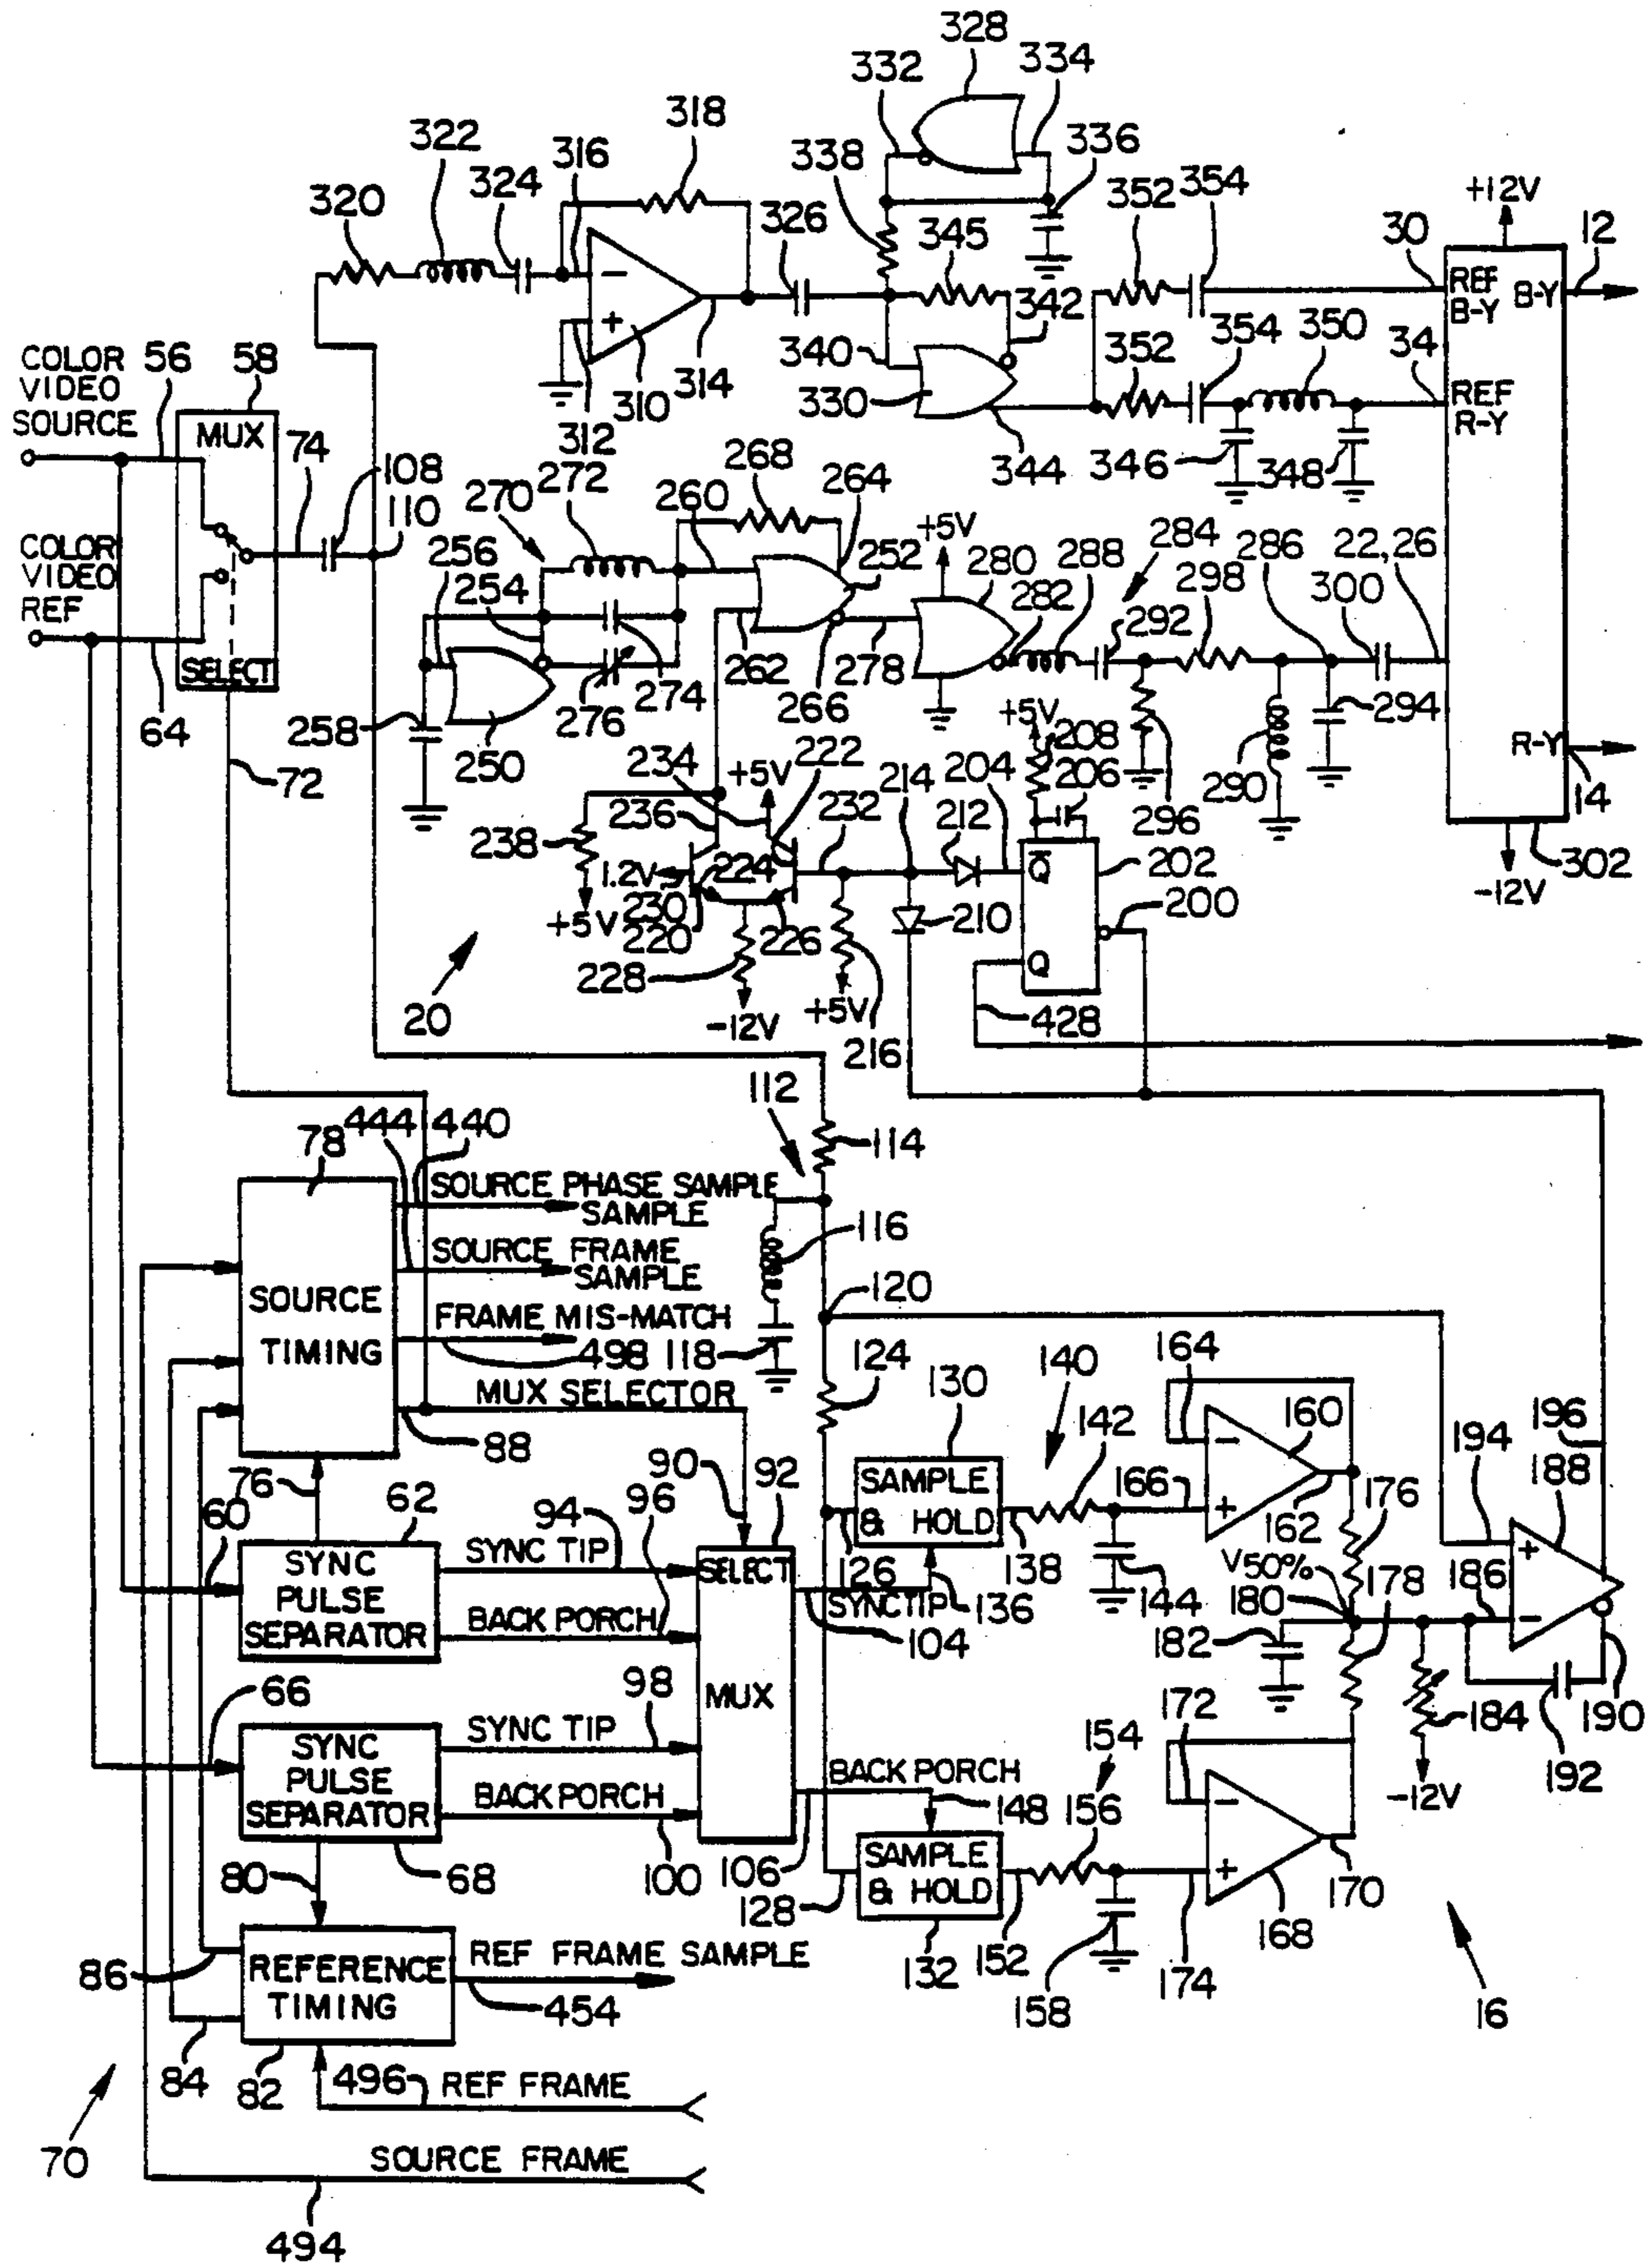 328
332
334
318
322
316
336
338
324
320
352
354
+12V
326
345
30
12
REF
B-Y
B-Y
342
350
COLOR
VIDEO
SOURCE
56
58
340
352
354
34
REF
R-Y
MUX
314
330
310
312
74
108
344
346
348
268
264
272
260
270
110
+5V
284
COLOR
VIDEO
REF
256
252
280
288
286
22,26
254
298
300
282
292
262
278
SELECT
274
276
266
258
64
250
+5V
208
294
R-Y
234
222
206
72
+5V
214
204
290
14
236
232
212
296
238
1.2V
224
Q̅
202
302
230
-12V
+5V
220
226
210
200
228
Q
20
-12V
+5V
428
216
112
444
440
114
78
SOURCE PHASE SAMPLE
SAMPLE
116
SOURCE FRAME
SAMPLE
SOURCE
120
FRAME MIS-MATCH
TIMING
498
118
164
124
140
130
160
MUX SELECTOR
196
142
194
88
188
90
92
SAMPLE
& HOLD
166
76
96
176
62
94
60
162
SYNC TIP
SELECT
126
138
V50%
178
SYNC
PULSE
SEPARATOR
SYNC TIP
136
180
186
BACK PORCH
144
104
182
98
MUX
66
172
184
190
SYNC TIP
154
SYNC
PULSE
SEPARATOR
192
BACK PORCH
BACK PORCH
148
156
-12V
SAMPLE
& HOLD
106
80
68
100
128
170
168
REF FRAME SAMPLE
132
152
174
86
REFERENCE
TIMING
158
454
16
84
82
496
REF FRAME
70
SOURCE FRAME
494